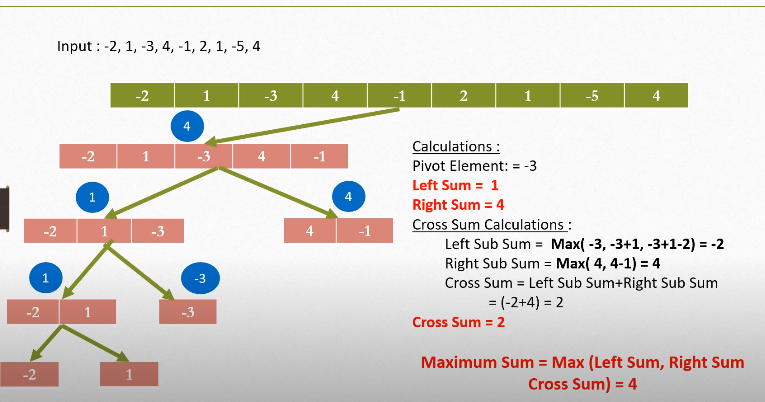 Input : -2, 1, -3, 4, -1, 2, 1, -5, 4
-2 1 -3 4 -1 2 1 -5 4
4
-2 1 -3 4 -1
1
4
-2 1 -3
4 -1
1
-3
-2 1
-3
-2
1
Calculations :
Pivot Element: = -3
Left Sum = 1
Right Sum = 4
Cross Sum Calculations :
Left Sub Sum = Max( -3, -3+1, -3+1-2) = -2
Right Sub Sum = Max( 4, 4-1) = 4
Cross Sum = Left Sub Sum+Right Sub Sum
= (-2+4) = 2
Cross Sum = 2
Maximum Sum = Max (Left Sum, Right Sum
Cross Sum) = 4